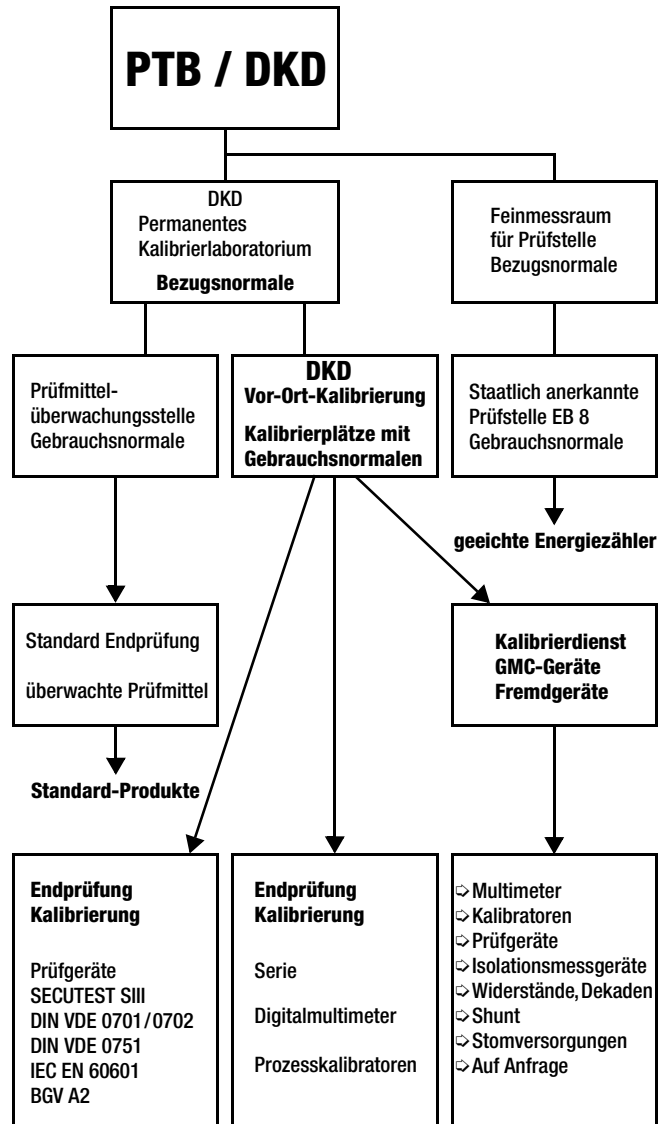 PTB / DKD
DKD
Permanentes
Kalibrierlaboratorium
Bezugsnormale
Feinmessraum
für Prüfstelle
Bezugsnormale
Prüfmittel-
überwachungsstelle
Gebrauchsnormale
DKD
Vor-Ort-Kalibrierung
Kalibrierplätze mit
Gebrauchsnormalen
Staatlich anerkannte
Prüfstelle EB 8
Gebrauchsnormale
geeichte Energiezähler
Standard Endprüfung
überwachte Prüfmittel
Kalibrierdienst
GMC-Geräte
Fremdgeräte
Standard-Produkte
Endprüfung
Kalibrierung
Prüfgeräte
SECUTEST SIII
DIN VDE 0701/0702
DIN VDE 0751
IEC EN 60601
BGV A2
Endprüfung
Kalibrierung
Serie
Digitalmultimeter
Prozesskalibratoren
➩ Multimeter
➩ Kalibratoren
➩ Prüfgeräte
➩ Isolationsmessgeräte
➩ Widerstände, Dekaden
➩ Shunt
➩ Stomversorgungen
➩ Auf Anfrage